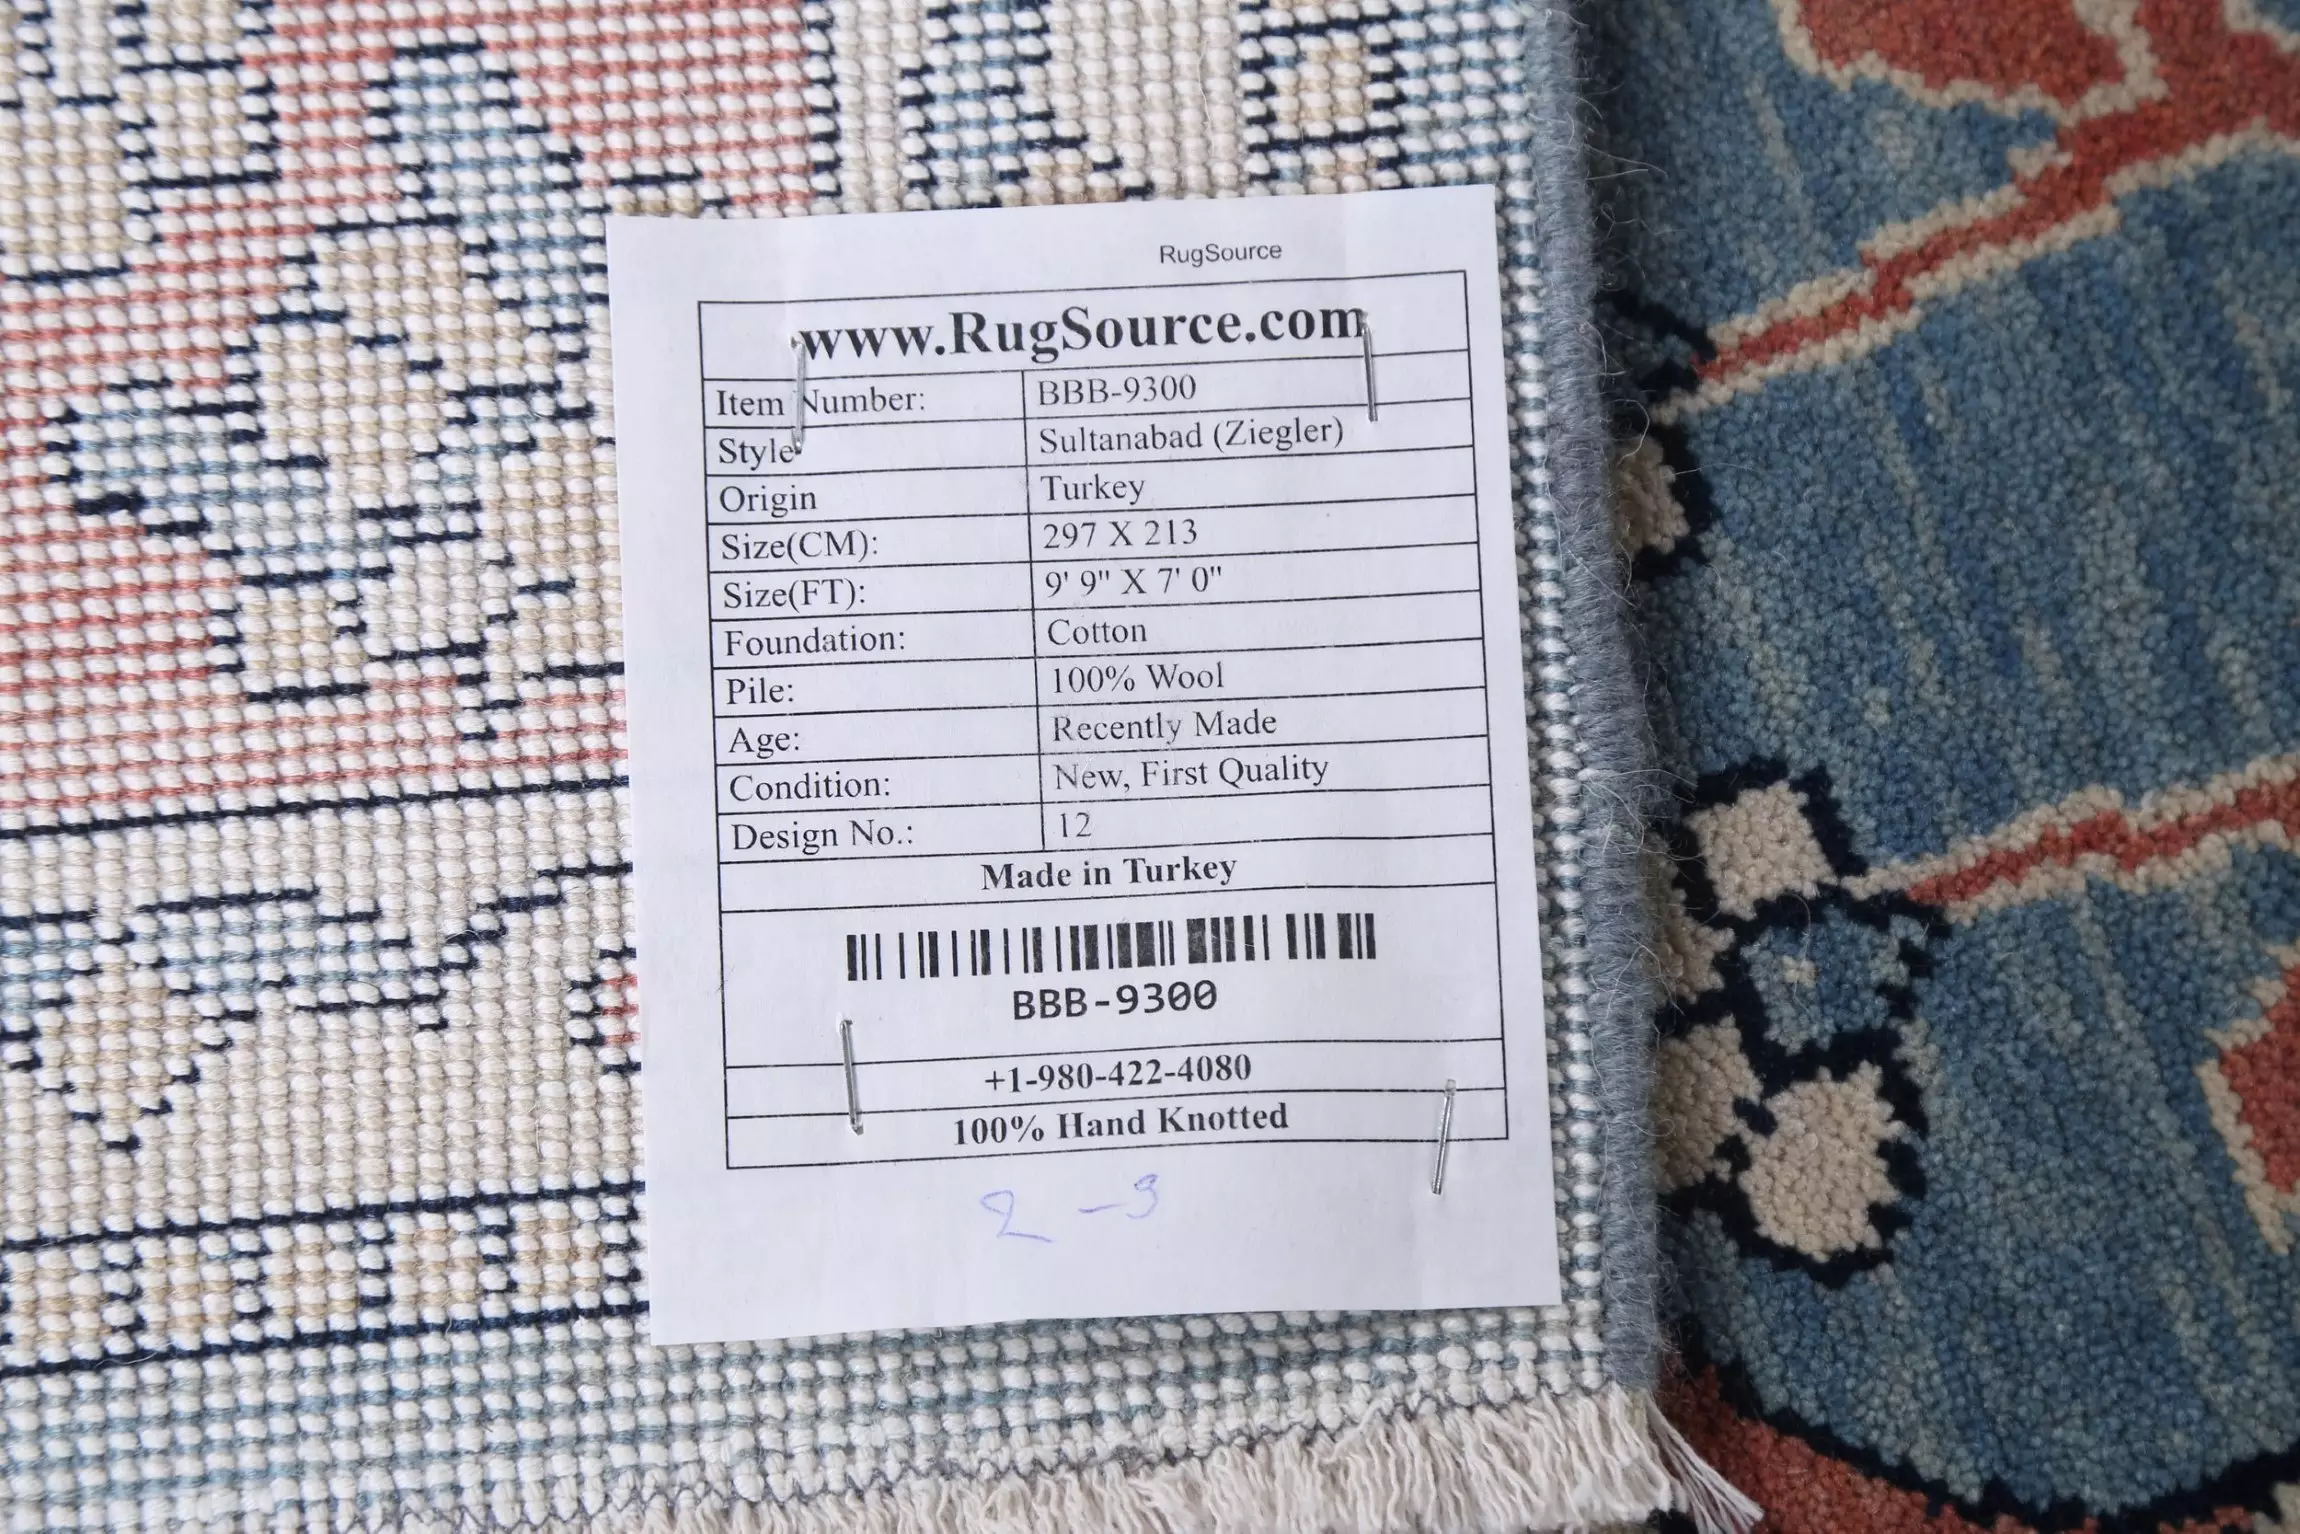 RugSource
www.RugSource.com
Item Number: BBB-9300
Style Sultanabad (Ziegler)
Origin Turkey
Size(CM): 297 X 213
Size(FT): 9' 9" X 7' 0"
Foundation: Cotton
Pile: 100% Wool
Age: Recently Made
Condition: New, First Quality
Design No.: 12
Made in Turkey
BBB-9300
+1-980-422-4080
100% Hand Knotted
2 -9